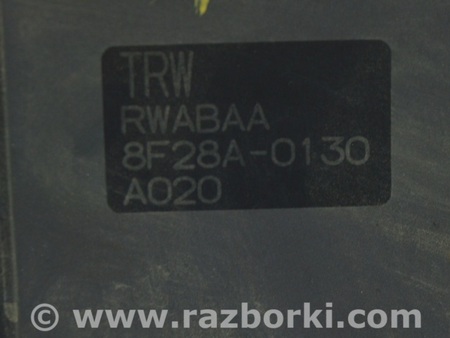 TRW
RWABAA
8F28A-0130
A020
© www.razborki.com